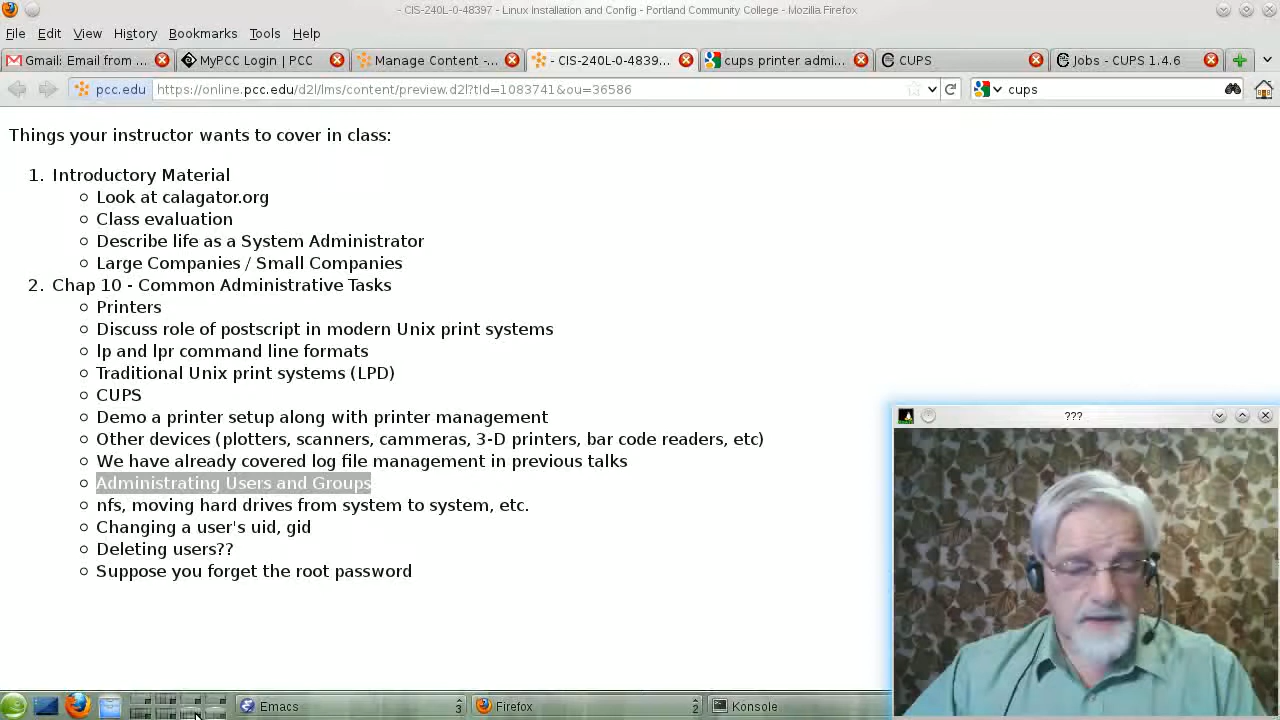 - CIS-240L-0-48397 - Linux Installation and Config - Portland Community College - Mozilla Firefox
File Edit View History Bookmarks Tools Help
Gmail: Email from ... MyPCC Login | PCC Manage Content -... - CIS-240L-0-4839... cups printer admi... CUPS Jobs - CUPS 1.4.6
pcc.edu https://online.pcc.edu/d2l/lms/content/preview.d2l?tId=1083741&ou=36586 cups
Things your instructor wants to cover in class:
1. Introductory Material
Look at calagator.org
Class evaluation
Describe life as a System Administrator
Large Companies / Small Companies
2. Chap 10 - Common Administrative Tasks
Printers
Discuss role of postscript in modern Unix print systems
lp and lpr command line formats
Traditional Unix print systems (LPD)
CUPS
Demo a printer setup along with printer management
Other devices (plotters, scanners, cammeras, 3-D printers, bar code readers, etc)
We have already covered log file management in previous talks
Administrating Users and Groups
nfs, moving hard drives from system to system, etc.
Changing a user's uid, gid
Deleting users??
Suppose you forget the root password
???
Emacs 3 Firefox 2 Konsole